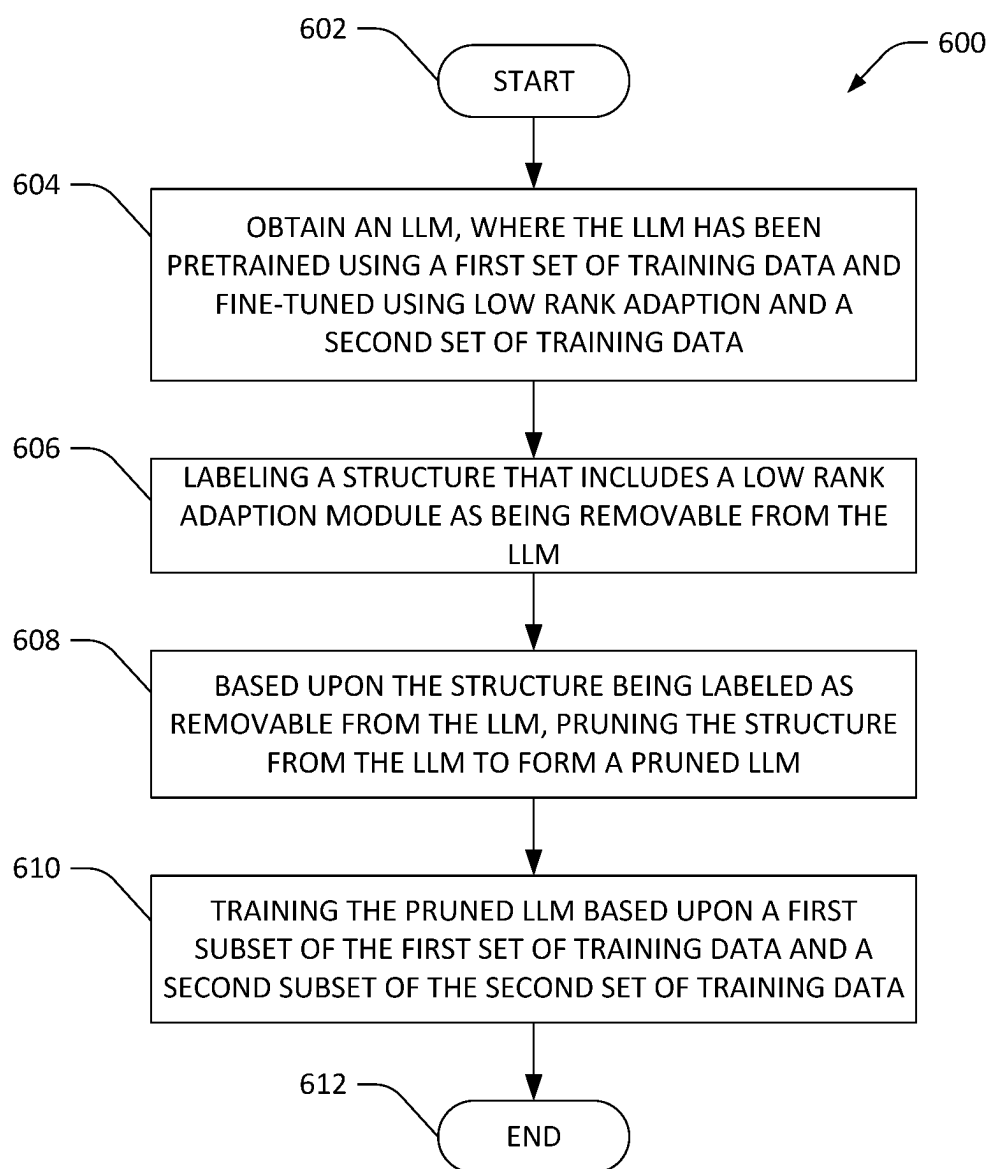 602
START
600
604
OBTAIN AN LLM, WHERE THE LLM HAS BEEN
PRETRAINED USING A FIRST SET OF TRAINING DATA AND
FINE-TUNED USING LOW RANK ADAPTION AND A
SECOND SET OF TRAINING DATA
606
LABELING A STRUCTURE THAT INCLUDES A LOW RANK
ADAPTION MODULE AS BEING REMOVABLE FROM THE
LLM
608
BASED UPON THE STRUCTURE BEING LABELED AS
REMOVABLE FROM THE LLM, PRUNING THE STRUCTURE
FROM THE LLM TO FORM A PRUNED LLM
610
TRAINING THE PRUNED LLM BASED UPON A FIRST
SUBSET OF THE FIRST SET OF TRAINING DATA AND A
SECOND SUBSET OF THE SECOND SET OF TRAINING DATA
612
END